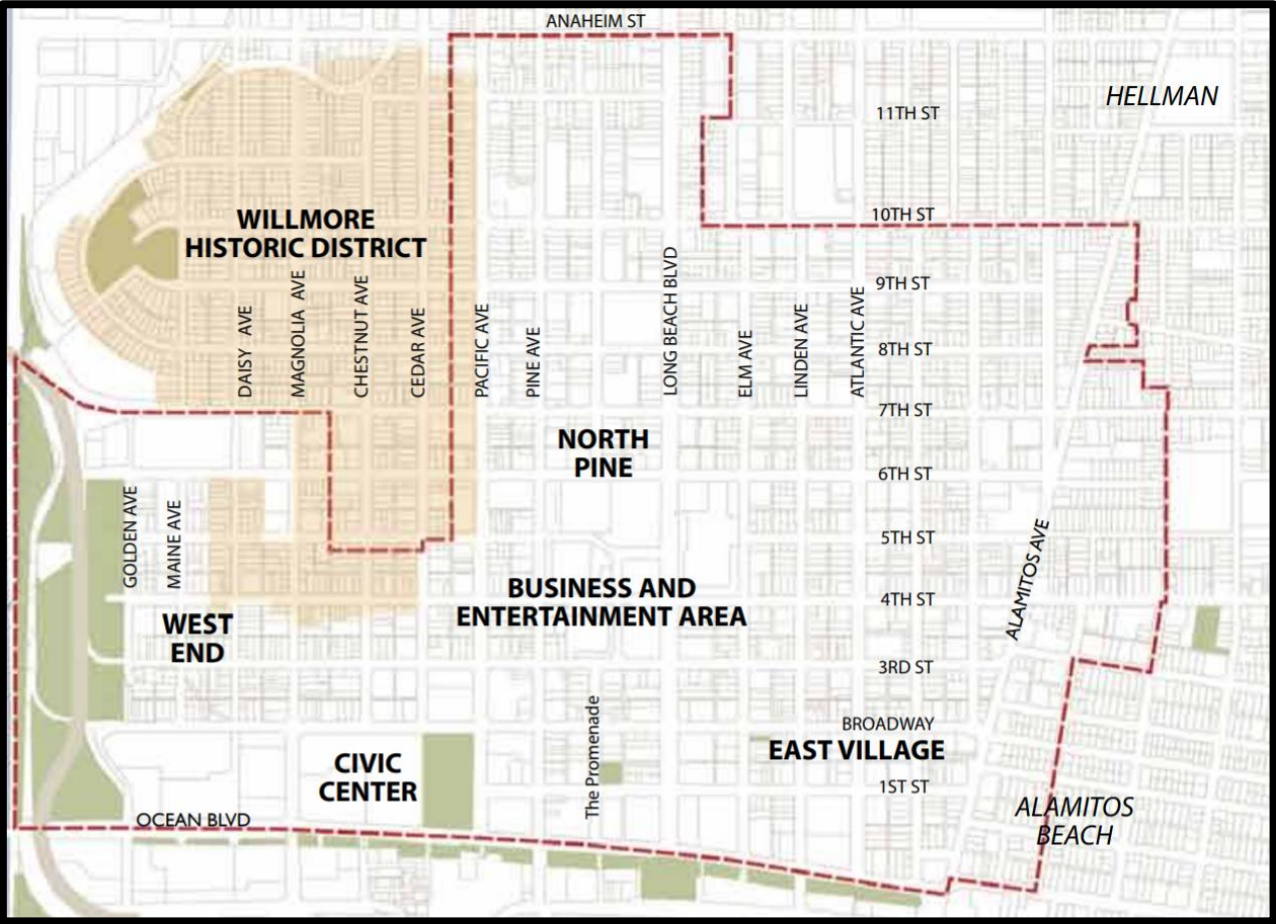 ANAHEIM ST
HELLMAN
11TH ST
10TH ST
WILLMORE
HISTORIC DISTRICT
DAISY AVE
MAGNOLIA AVE
CHESTNUT AVE
CEDAR AVE
PACIFIC AVE
PINE AVE
LONG BEACH BLVD
ELM AVE
LINDEN AVE
ATLANTIC AVE
9TH ST
8TH ST
7TH ST
NORTH
PINE
6TH ST
GOLDEN AVE
MAINE AVE
5TH ST
ALAMITOS AVE
BUSINESS AND
ENTERTAINMENT AREA
4TH ST
WEST
END
3RD ST
The Promenade
BROADWAY
EAST VILLAGE
CIVIC
CENTER
1ST ST
OCEAN BLVD
ALAMITOS
BEACH